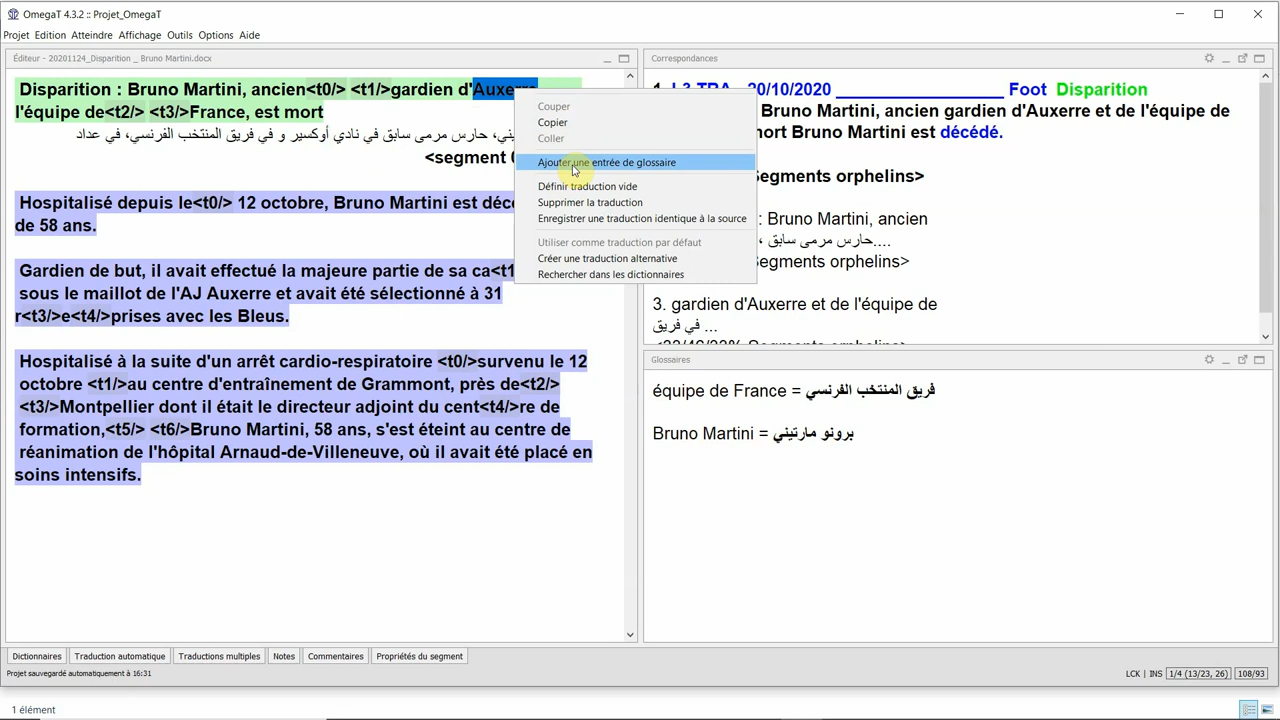 OmegaT 4.3.2 :: Projet_OmegaT
Projet Edition Atteindre Affichage Outils Options Aide
Éditeur - 20201124_Disparition _ Bruno Martini.docx
Disparition : Bruno Martini, ancien<t0/> <t1/>gardien d'Auxerre
l'équipe de<t2/> <t3/>France, est mort
حارس مرمى سابق في نادي أوكسير و في فريق المنتخب الفرنسي، في عداد
<segment
Hospitalisé depuis le<t0/> 12 octobre, Bruno Martini est
de 58 ans.
Gardien de but, il avait effectué la majeure partie de sa ca<t1
sous le maillot de l'AJ Auxerre et avait été sélectionné à 31
r<t3/>e<t4/>prises avec les Bleus.
Hospitalisé à la suite d'un arrêt cardio-respiratoire <t0/>survenu le 12
octobre <t1/>au centre d'entraînement de Grammont, près de<t2/>
<t3/>Montpellier dont il était le directeur adjoint du cent<t4/>re de
formation,<t5/> <t6/>Bruno Martini, 58 ans, s'est éteint au centre de
réanimation de l'hôpital Arnaud-de-Villeneuve, où il avait été placé en
soins intensifs.
Couper
Copier
Coller
Ajouter une entrée de glossaire
Définir traduction vide
Supprimer la traduction
Enregistrer une traduction identique à la source
Utiliser comme traduction par défaut
Créer une traduction alternative
Rechercher dans les dictionnaires
Correspondances
20/10/2020 Foot Disparition
Bruno Martini, ancien gardien d'Auxerre et de l'équipe de
Bruno Martini est décédé.
Segments orphelins>
: Bruno Martini, ancien
حارس مرمى سابق ،....
Segments orphelins>
3. gardien d'Auxerre et de l'équipe de
في فريق ...
Glossaires
équipe de France = فريق المنتخب الفرنسي
Bruno Martini = برونو مارتيني
Dictionnaires Traduction automatique Traductions multiples Notes Commentaires Propriétés du segment
Projet sauvegardé automatiquement à 16:31
LCK | INS 1/4 (13/23, 26) 108/93
1 élément